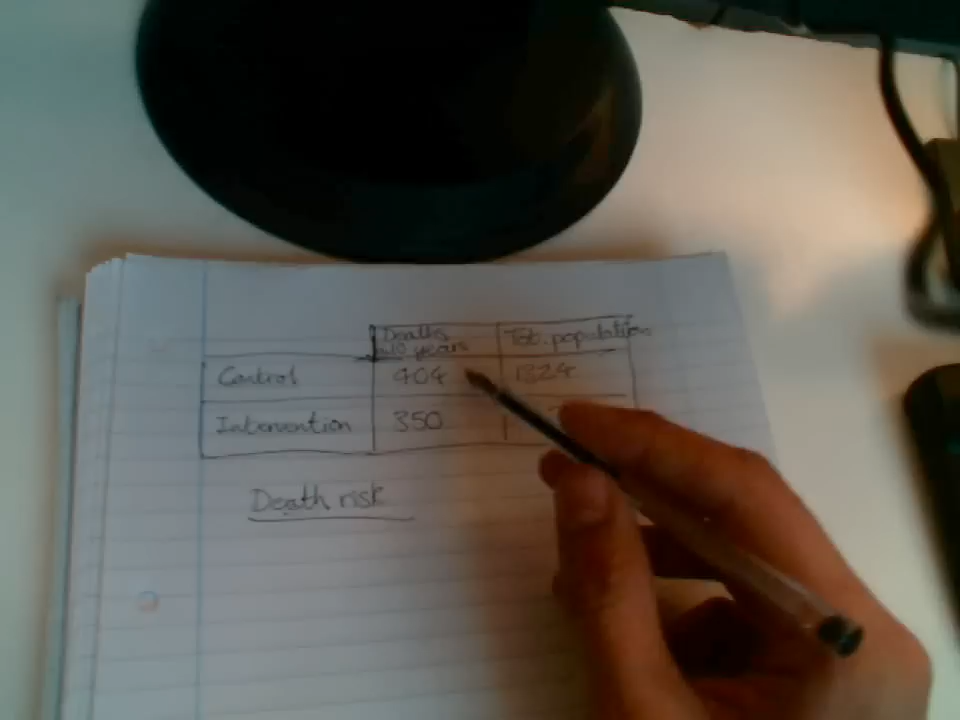 Deaths Tot. population
≤10 years
Control 404 1324
Intervention 350
Death risk